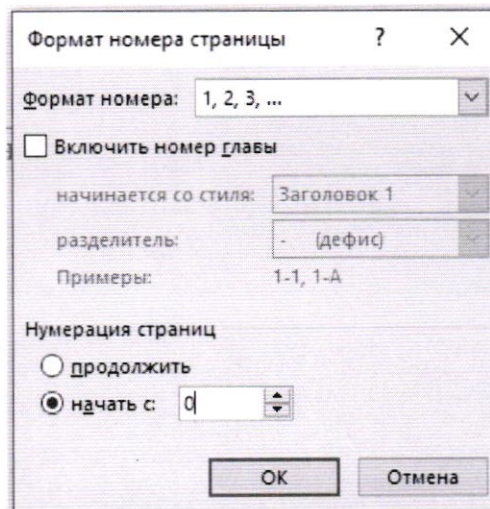 Формат номера страницы ? ×
Формат номера: 1, 2, 3, ...
Включить номер главы
начинается со стиля: Заголовок 1
разделитель: - (дефис)
Примеры: 1-1, 1-A
Нумерация страниц
продолжить
начать с: 0
ОК Отмена